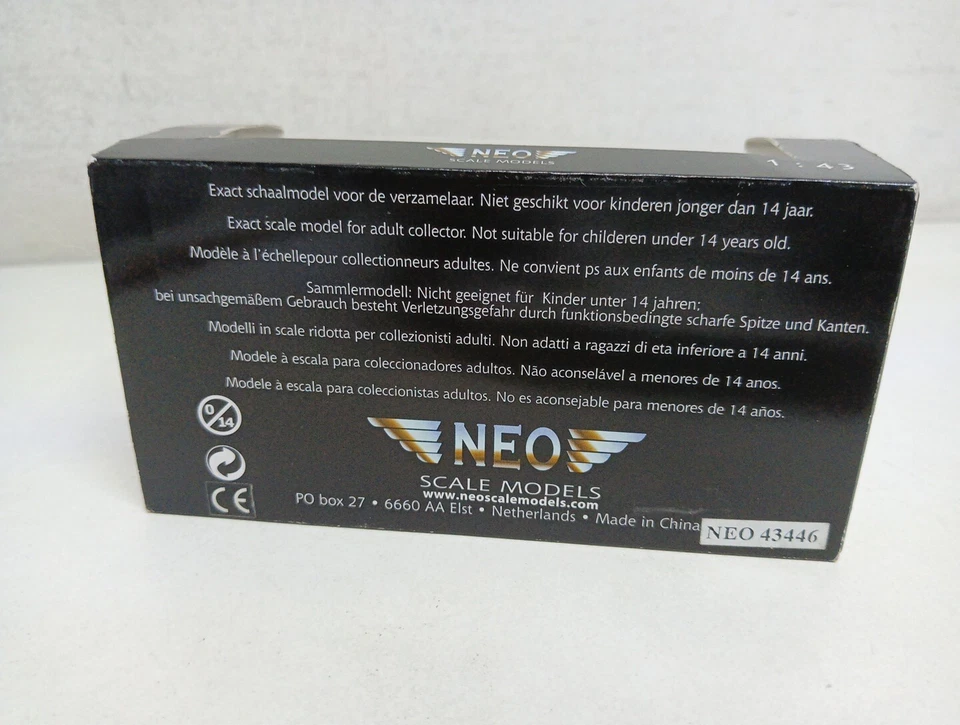 NEO
SCALE MODELS
1:43
Exact schaalmodel voor de verzamelaar. Niet geschikt voor kinderen jonger dan 14 jaar.
Exact scale model for adult collector. Not suitable for childeren under 14 years old.
Modèle à l'échellepour collectionneurs adultes. Ne convient ps aux enfants de moins de 14 ans.
Sammlermodell: Nicht geeignet für Kinder unter 14 jahren;
bei unsachgemäßem Gebrauch besteht Verletzungsgefahr durch funktionsbedingte scharfe Spitze und Kanten.
Modelli in scale ridotta per collezionisti adulti. Non adatti a ragazzi di eta inferiore a 14 anni.
Modele à escala para coleccionadores adultos. Não aconselável a menores de 14 anos.
Modele à escala para coleccionistas adultos. No es aconsejable para menores de 14 años.
0/14
CE
NEO
SCALE MODELS
www.neoscalemodels.com
PO box 27 • 6660 AA Elst • Netherlands • Made in China
NEO 43446